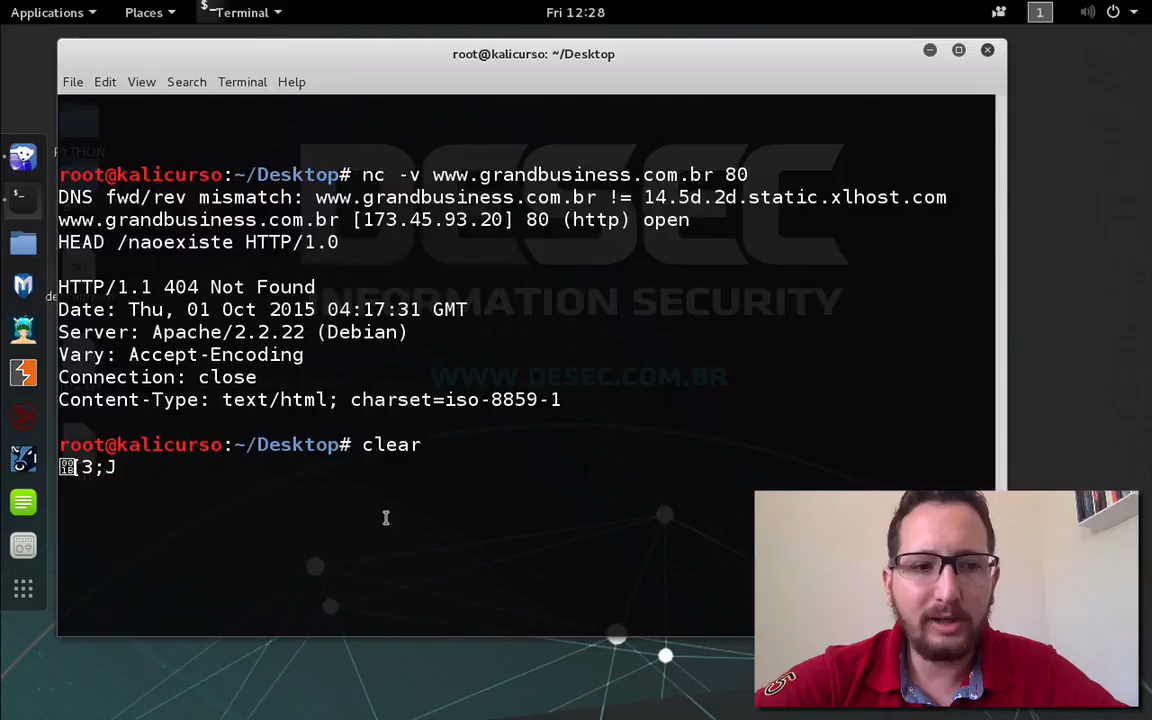 Applications Places Terminal Fri 12:28 1
root@kalicurso: ~/Desktop
File Edit View Search Terminal Help
PYTHON
DESEC
INFORMATION SECURITY
WWW.DESEC.COM.BR
root@kalicurso:~/Desktop# nc -v www.grandbusiness.com.br 80
DNS fwd/rev mismatch: www.grandbusiness.com.br != 14.5d.2d.static.xlhost.com
www.grandbusiness.com.br [173.45.93.20] 80 (http) open
HEAD /naoexiste HTTP/1.0
HTTP/1.1 404 Not Found
Date: Thu, 01 Oct 2015 04:17:31 GMT
Server: Apache/2.2.22 (Debian)
Vary: Accept-Encoding
Connection: close
Content-Type: text/html; charset=iso-8859-1
root@kalicurso:~/Desktop# clear
[3;J